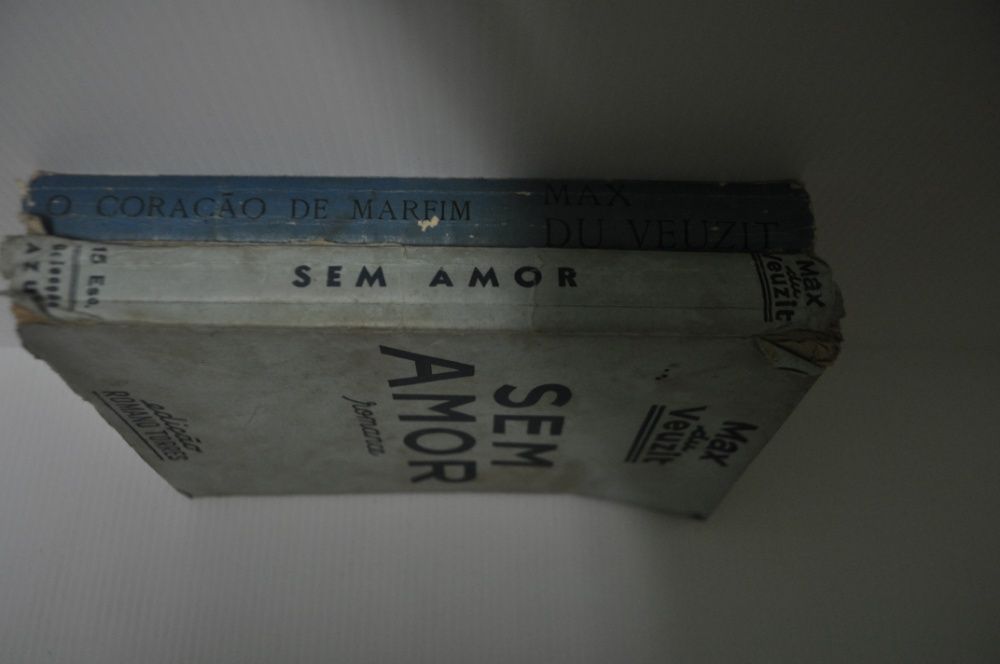 O CORAÇÃO DE MARFIM
MAX
DU VEUZIT
15 Esc.
SEM AMOR
Max
du
Veuzit
Max
du
Veuzit
SEM
AMOR
romance
edição
ROMANO TORRES